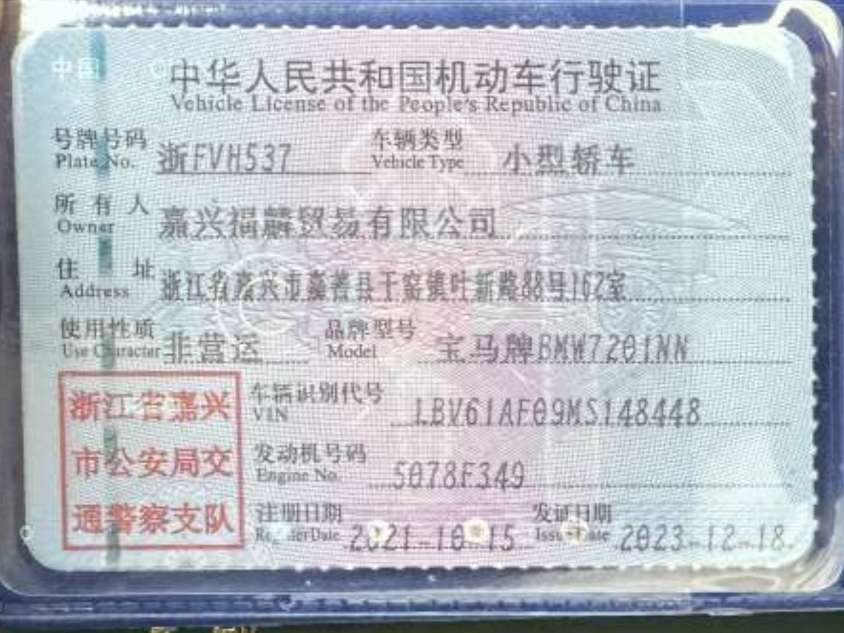 中华人民共和国机动车行驶证
Vehicle License of the People's Republic of China
号牌号码 浙FVH537 车辆类型 小型轿车
Plate No. Vehicle Type
所有人 嘉兴福麟贸易有限公司
Owner
住址 浙江省嘉兴市嘉善县干窑镇叶新路88号162室
Address
使用性质 非营运 品牌型号 宝马牌BMW7201NN
Use Character Model
浙江省嘉兴
市公安局交
通警察支队
车辆识别代号 LBV61AF09MS148448
VIN
发动机号码 5078F349
Engine No.
注册日期 2021-10-15 发证日期 2023-12-18
Register Date Issue Date